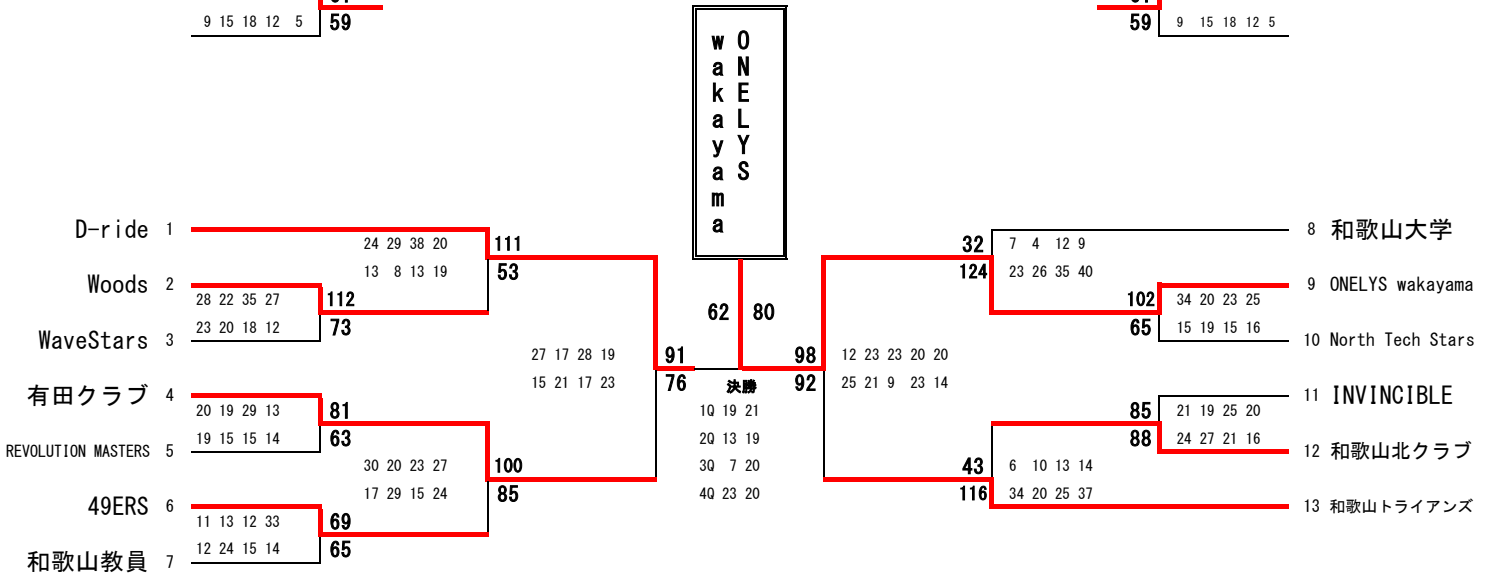 9 15 18 12 5 59
59 9 15 18 12 5
ONELYS
wakayama
D-ride 1
24 29 38 20 111
13 8 13 19 53
Woods 2
28 22 35 27 112
23 20 18 12 73
WaveStars 3
27 17 28 19 91
15 21 17 23 76
有田クラブ 4
20 19 29 13 81
19 15 15 14 63
REVOLUTION MASTERS 5
30 20 23 27 100
17 29 15 24 85
49ERS 6
11 13 12 33 69
12 24 15 14 65
和歌山教員 7
62 80
決勝
1Q 19 21
2Q 13 19
3Q 7 20
4Q 23 20
8 和歌山大学
32 7 4 12 9
124 23 26 35 40
9 ONELYS wakayama
102 34 20 23 25
65 15 19 15 16
10 North Tech Stars
98 12 23 23 20 20
92 25 21 9 23 14
11 INVINCIBLE
85 21 19 25 20
88 24 27 21 16
12 和歌山北クラブ
43 6 10 13 14
116 34 20 25 37
13 和歌山トライアンズ